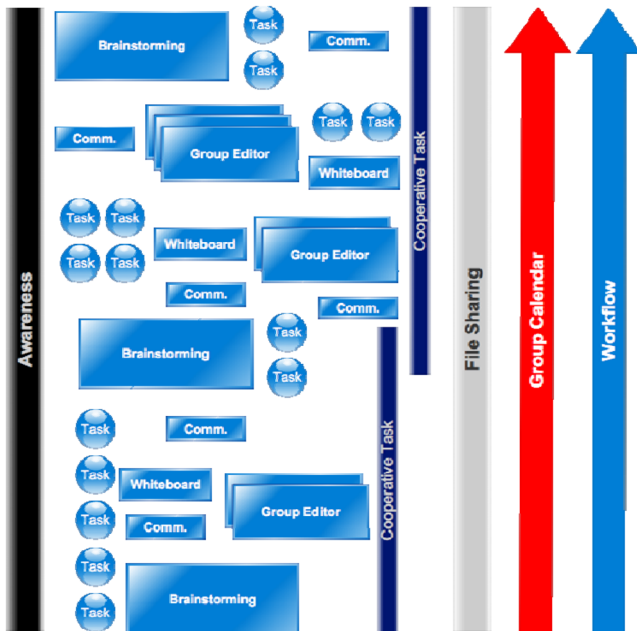 Brainstorming
Task
Comm.
Task
Task
Task
Comm.
Group Editor
Whiteboard
Task
Task
Whiteboard
Group Editor
Task
Task
Comm.
Comm.
Task
Brainstorming
Task
Task
Comm.
Task
Whiteboard
Group Editor
Task
Comm.
Task
Brainstorming
Task
Awareness
Cooperative Task
Cooperative Task
File Sharing
Group Calendar
Workflow